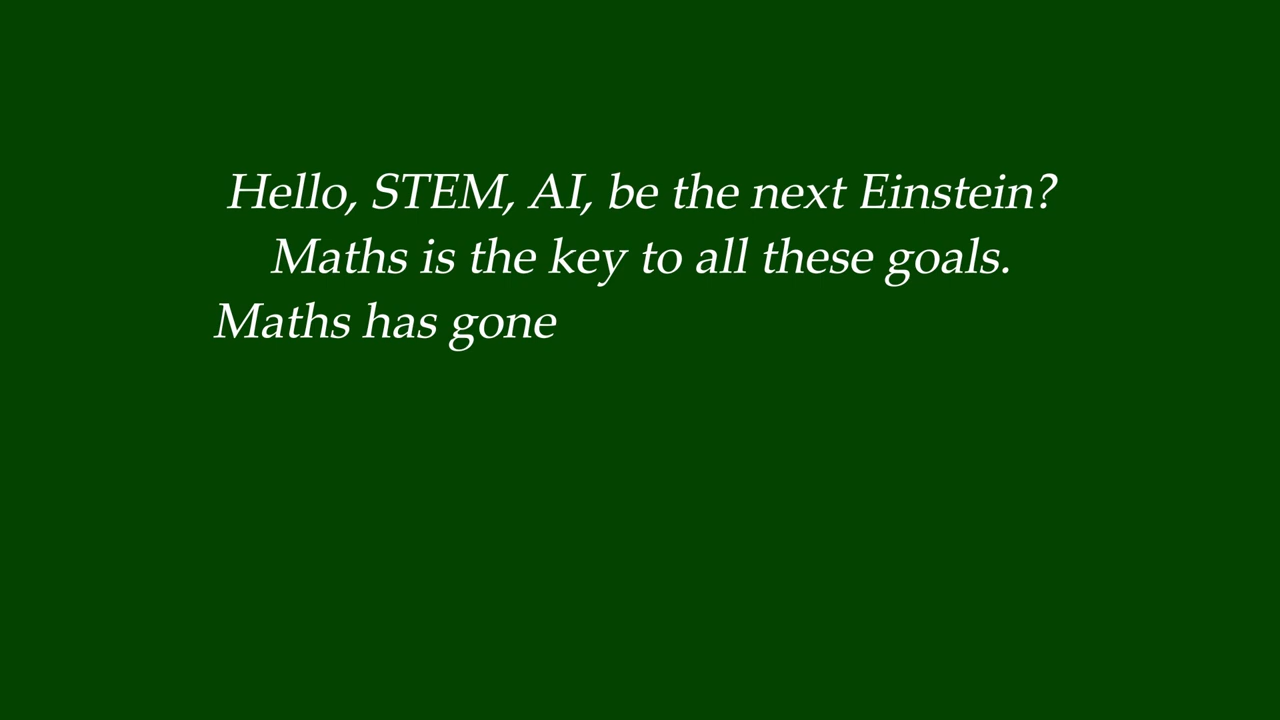 Hello, STEM, AI, be the next Einstein?
Maths is the key to all these goals.
Maths has gone